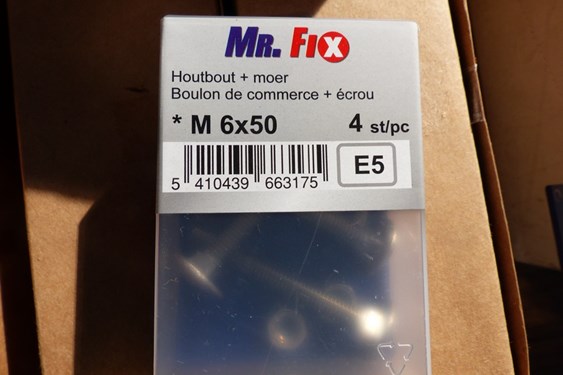 MR. FIX
Houtbout + moer
Boulon de commerce + écrou
* M 6x50 4 st/pc
5 410439 663175 E5